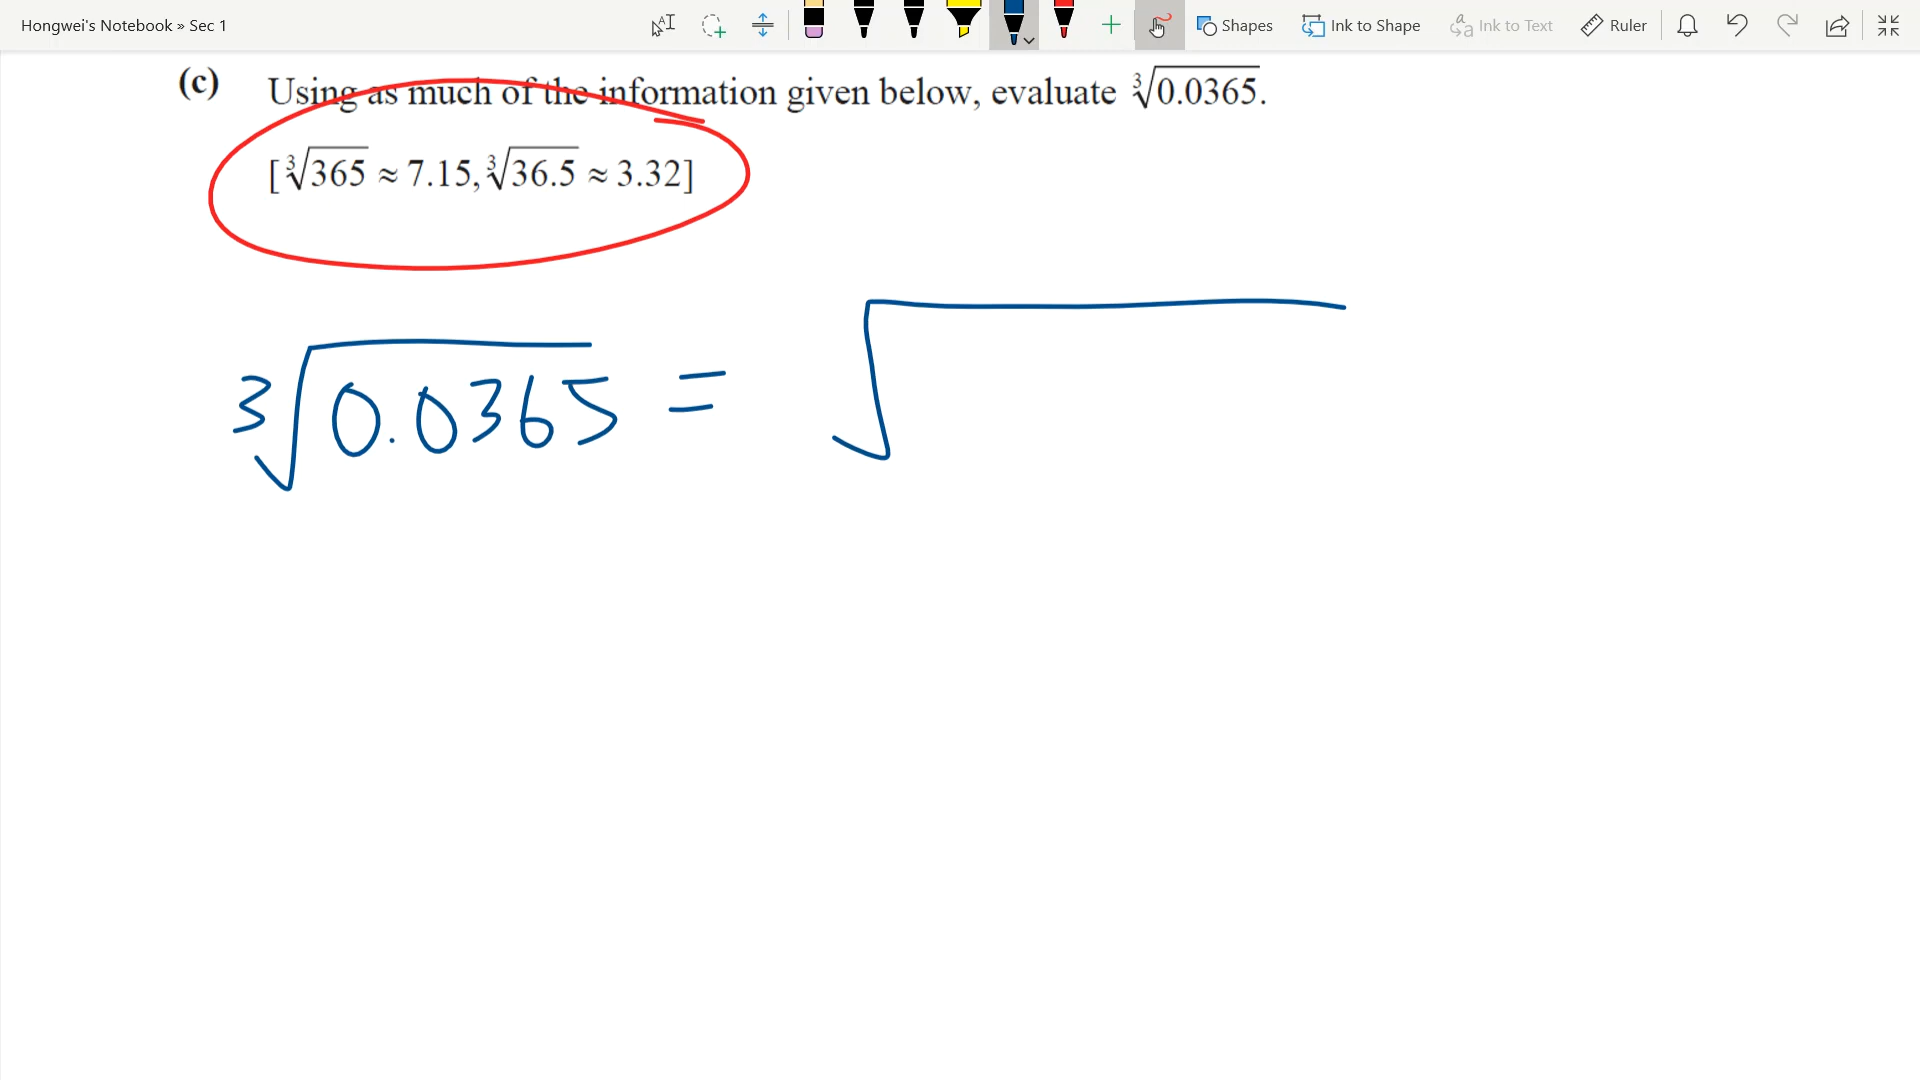 Hongwei's Notebook » Sec 1
Shapes Ink to Shape Ink to Text Ruler
(c) Using as much of the information given below, evaluate ∛0.0365.
[∛365 ≈ 7.15, ∛36.5 ≈ 3.32]
∛0.0365 = √